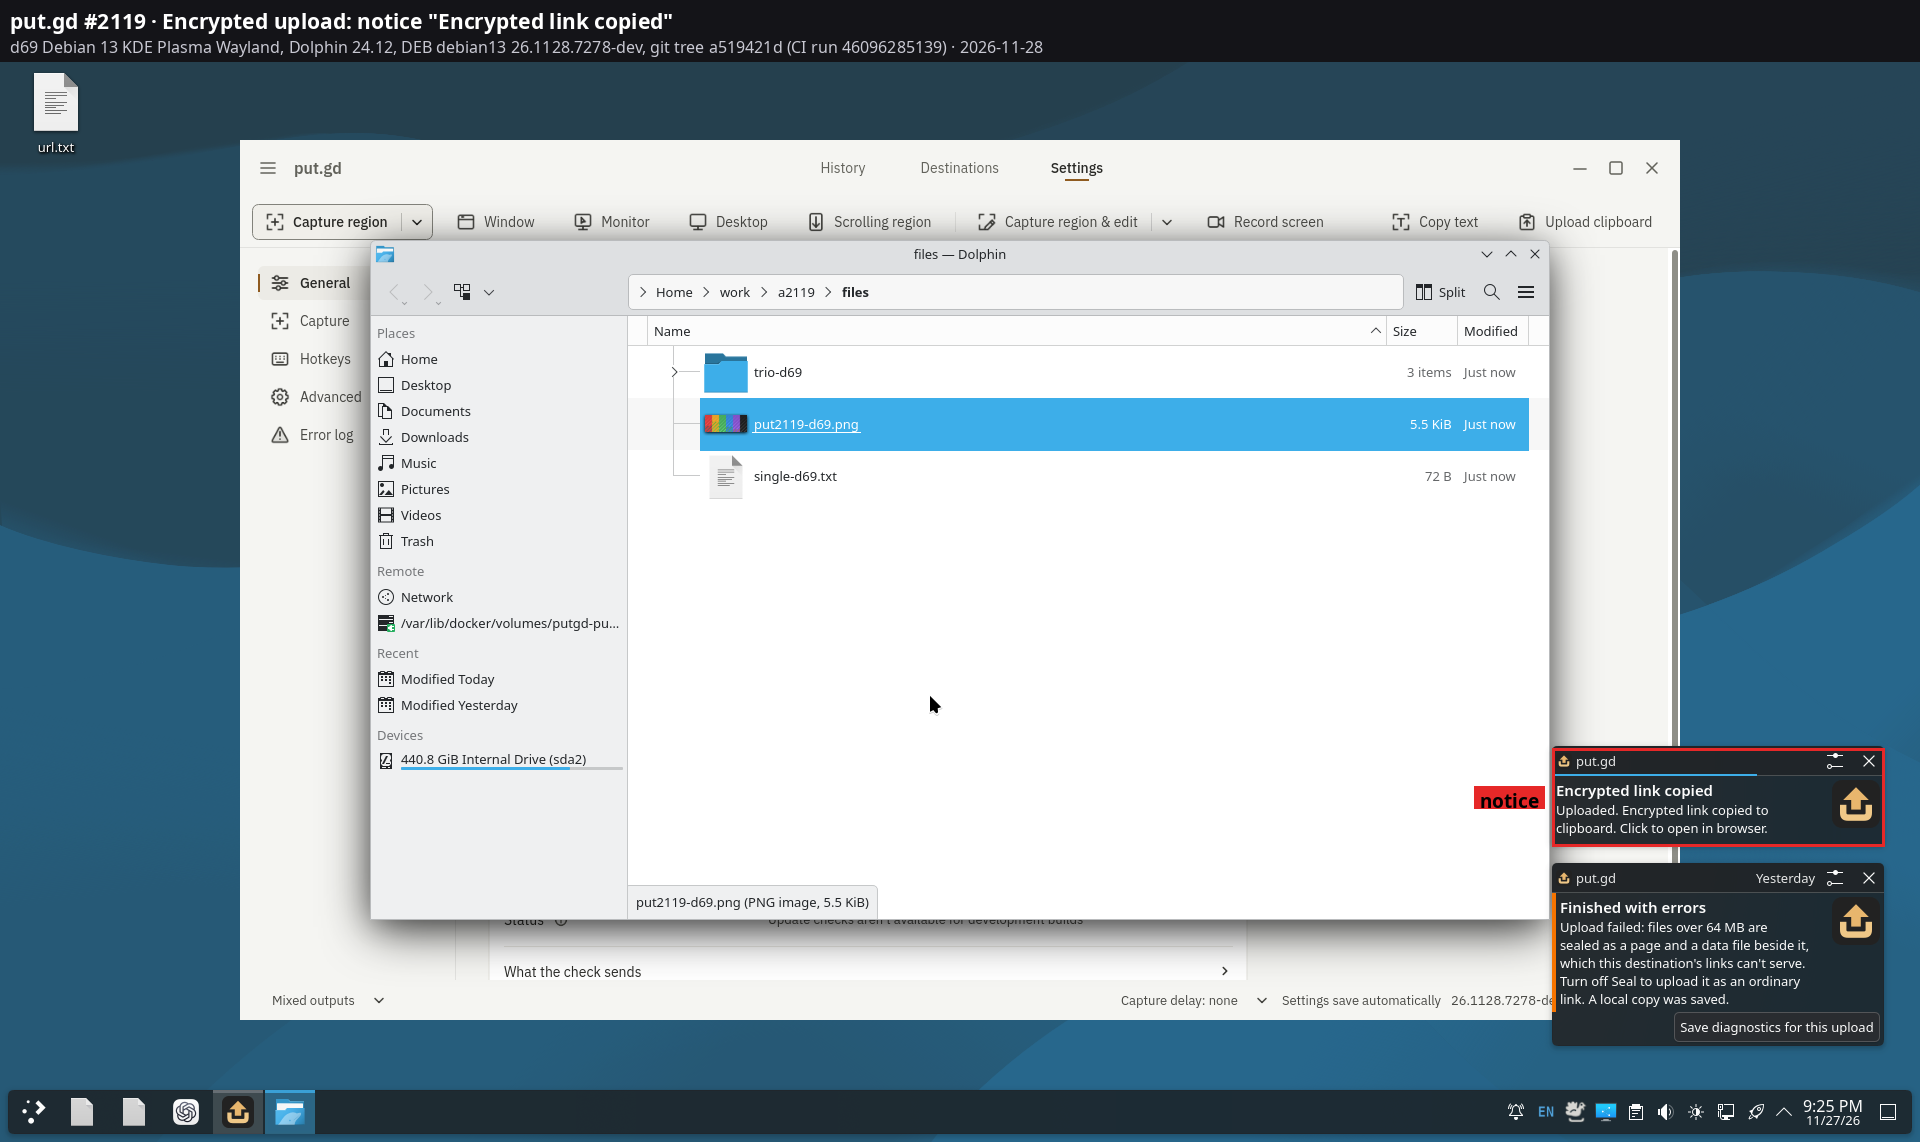 put.gd #2119 · Encrypted upload: notice "Encrypted link copied"
d69 Debian 13 KDE Plasma Wayland, Dolphin 24.12, DEB debian13 26.1128.7278-dev, git tree a519421d (CI run 46096285139) · 2026-11-28
url.txt
put.gd
History
Destinations
Settings
Capture region
Window
Monitor
Desktop
Scrolling region
Capture region & edit
Record screen
Copy text
Upload clipboard
General
Capture
Hotkeys
Advanced
Error log
files — Dolphin
Home
work
a2119
files
Split
Places
Home
Desktop
Documents
Downloads
Music
Pictures
Videos
Trash
Remote
Network
/var/lib/docker/volumes/putgd-pu...
Recent
Modified Today
Modified Yesterday
Devices
440.8 GiB Internal Drive (sda2)
Name
Size
Modified
trio-d69
3 items
Just now
put2119-d69.png
5.5 KiB
Just now
single-d69.txt
72 B
Just now
put2119-d69.png (PNG image, 5.5 KiB)
notice
put.gd
Encrypted link copied
Uploaded. Encrypted link copied to
clipboard. Click to open in browser.
put.gd
Yesterday
Finished with errors
Upload failed: files over 64 MB are
sealed as a page and a data file beside it,
which this destination's links can't serve.
Turn off Seal to upload it as an ordinary
link. A local copy was saved.
Save diagnostics for this upload
Status
Update checks aren't available for development builds
What the check sends
Mixed outputs
Capture delay: none
Settings save automatically
26.1128.7278-de
EN
9:25 PM
11/27/26